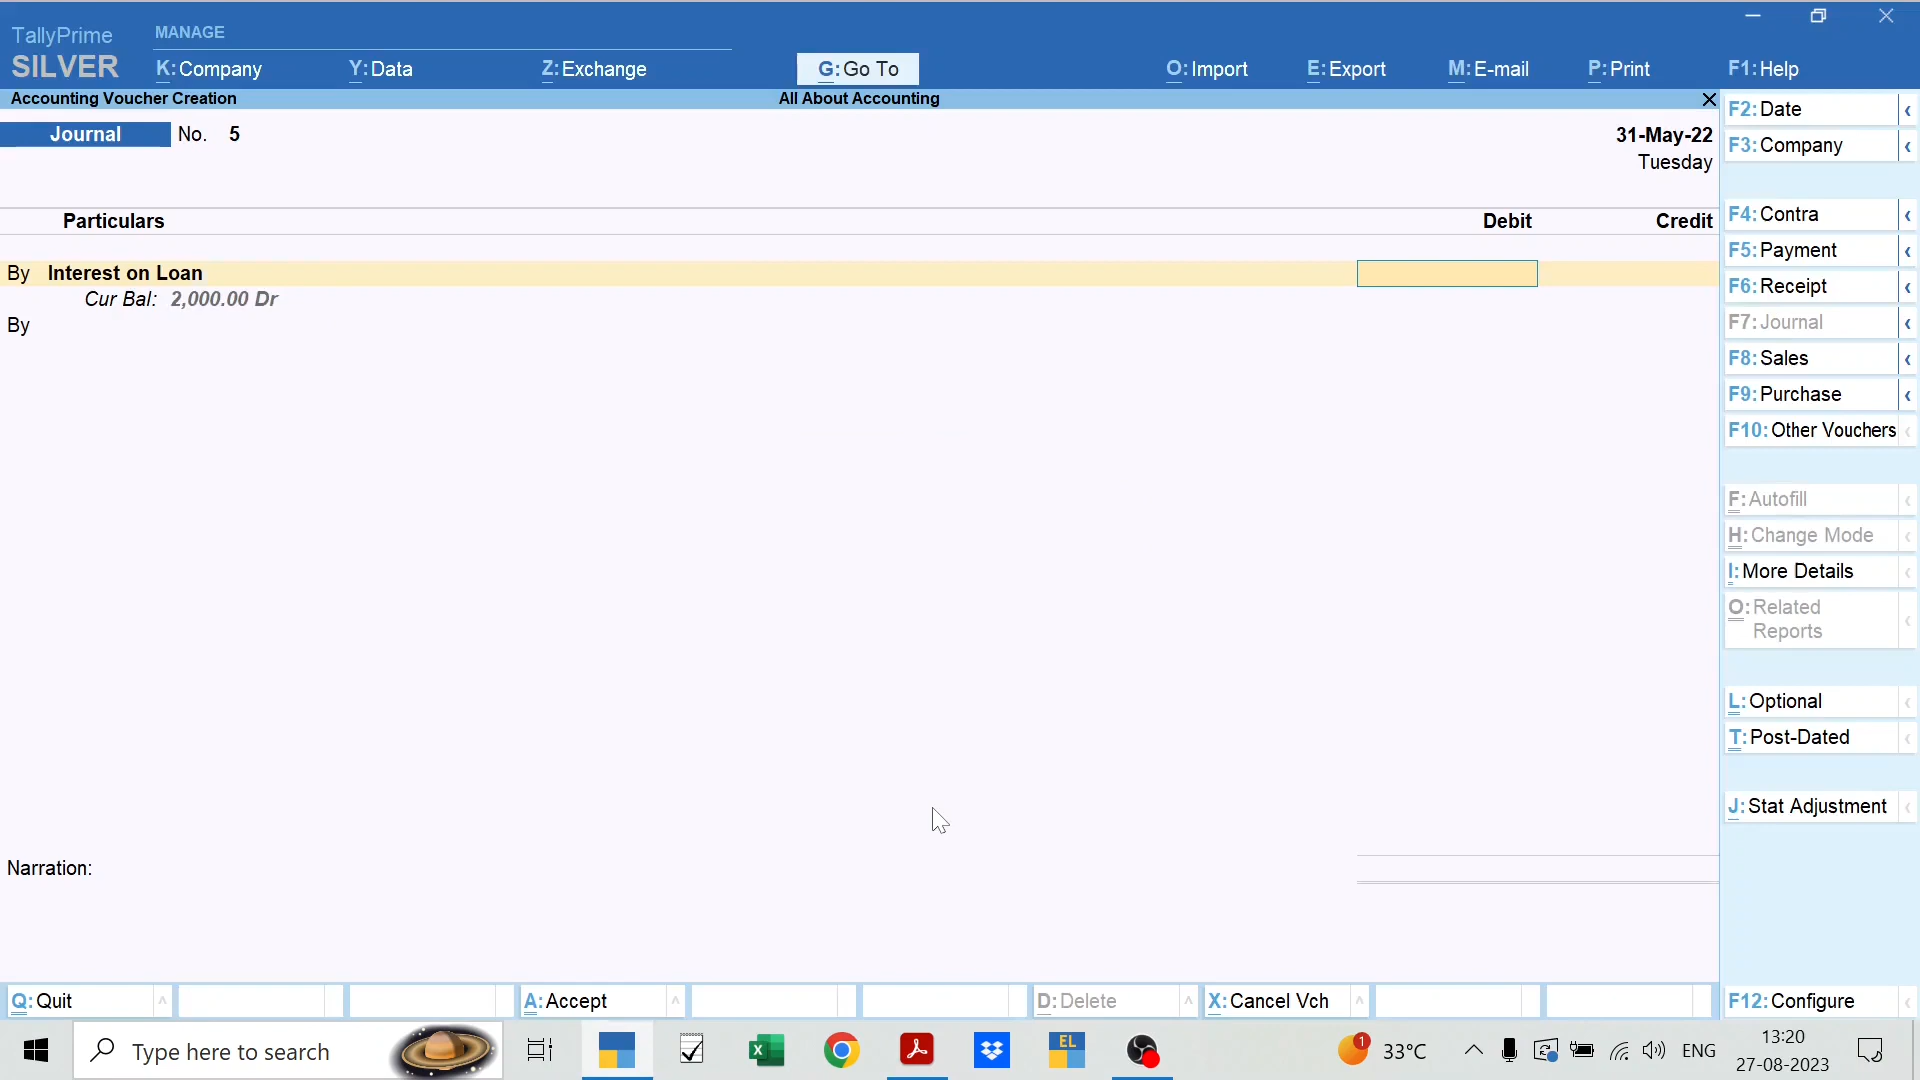 TallyPrime
SILVER
MANAGE
K: Company
Y: Data
Z: Exchange
G: Go To
O: Import
E: Export
M: E-mail
P: Print
F1: Help
Accounting Voucher Creation
All About Accounting
Journal
No. 5
31-May-22
Tuesday
Particulars
Debit
Credit
By Interest on Loan
Cur Bal: 2,000.00 Dr
By
Narration:
F2: Date
F3: Company
F4: Contra
F5: Payment
F6: Receipt
F7: Journal
F8: Sales
F9: Purchase
F10: Other Vouchers
F: Autofill
H: Change Mode
I: More Details
O: Related
Reports
L: Optional
T: Post-Dated
J: Stat Adjustment
Q: Quit
A: Accept
D: Delete
X: Cancel Vch
F12: Configure
Type here to search
EL
1
33°C
ENG
13:20
27-08-2023